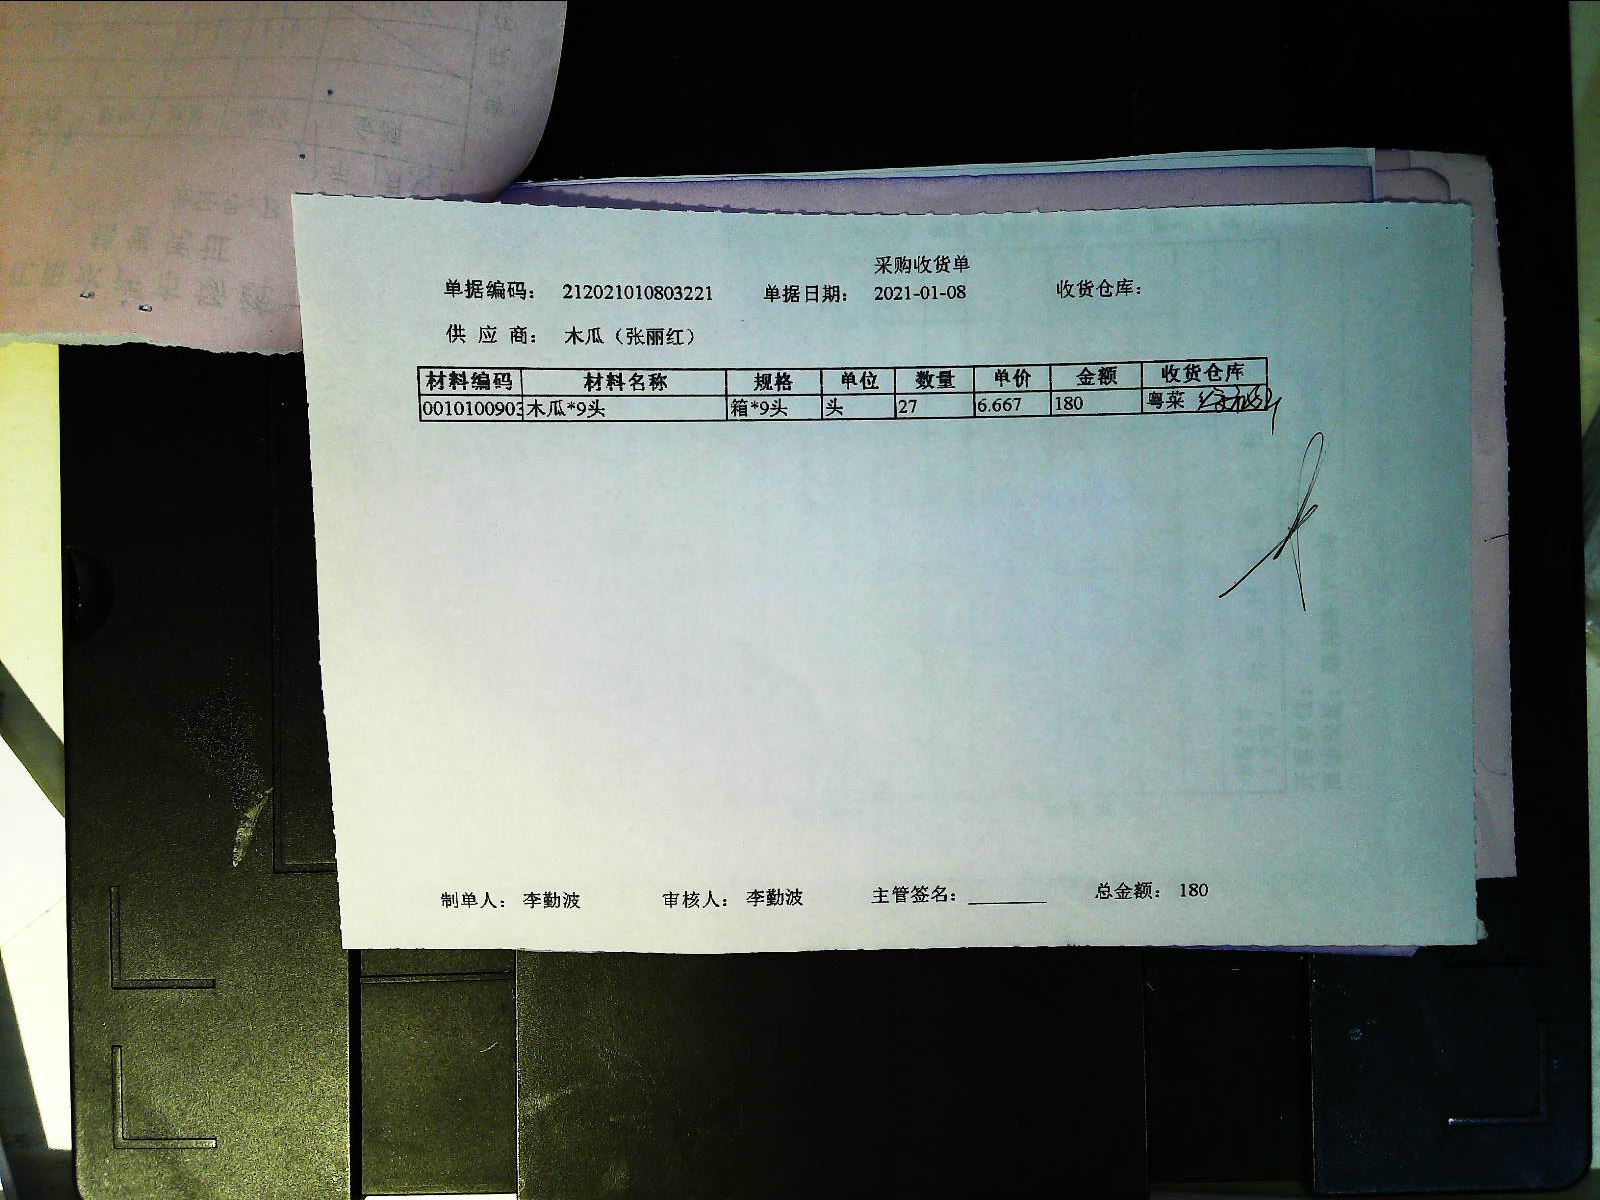 采购收货单
单据编码： 212021010803221 单据日期： 2021-01-08 收货仓库：
供 应 商： 木瓜（张丽红）
材料编码 材料名称 规格 单位 数量 单价 金额 收货仓库
0010100903 木瓜*9头 箱*9头 头 27 6.667 180 粤菜
制单人： 李勤波 审核人： 李勤波 主管签名： 总金额： 180